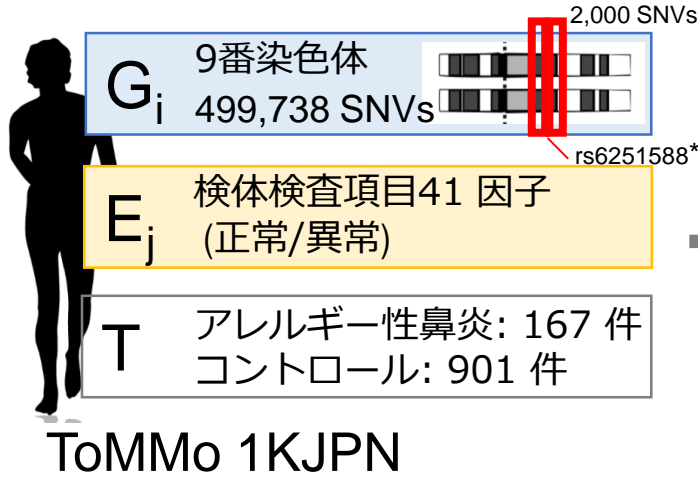 2,000 SNVs
Gi
9番染色体
499,738 SNVs
rs6251588*
Ej
検体検査項目41 因子
(正常/異常)
T
アレルギー性鼻炎: 167 件
コントロール: 901 件
ToMMo 1KJPN